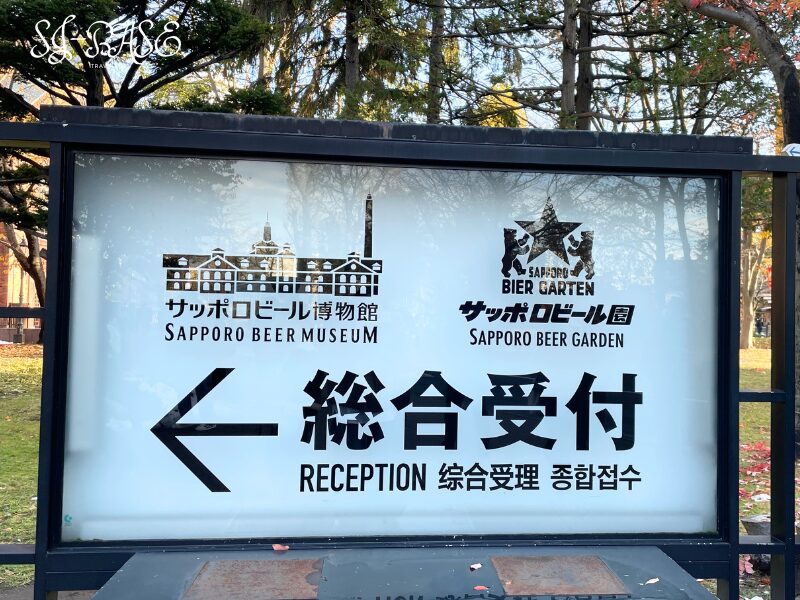 サッポロビール博物館
SAPPORO BEER MUSEUM
SAPPORO
BIER GARTEN
サッポロビール園
SAPPORO BEER GARDEN
総合受付
RECEPTION 综合受理 종합접수